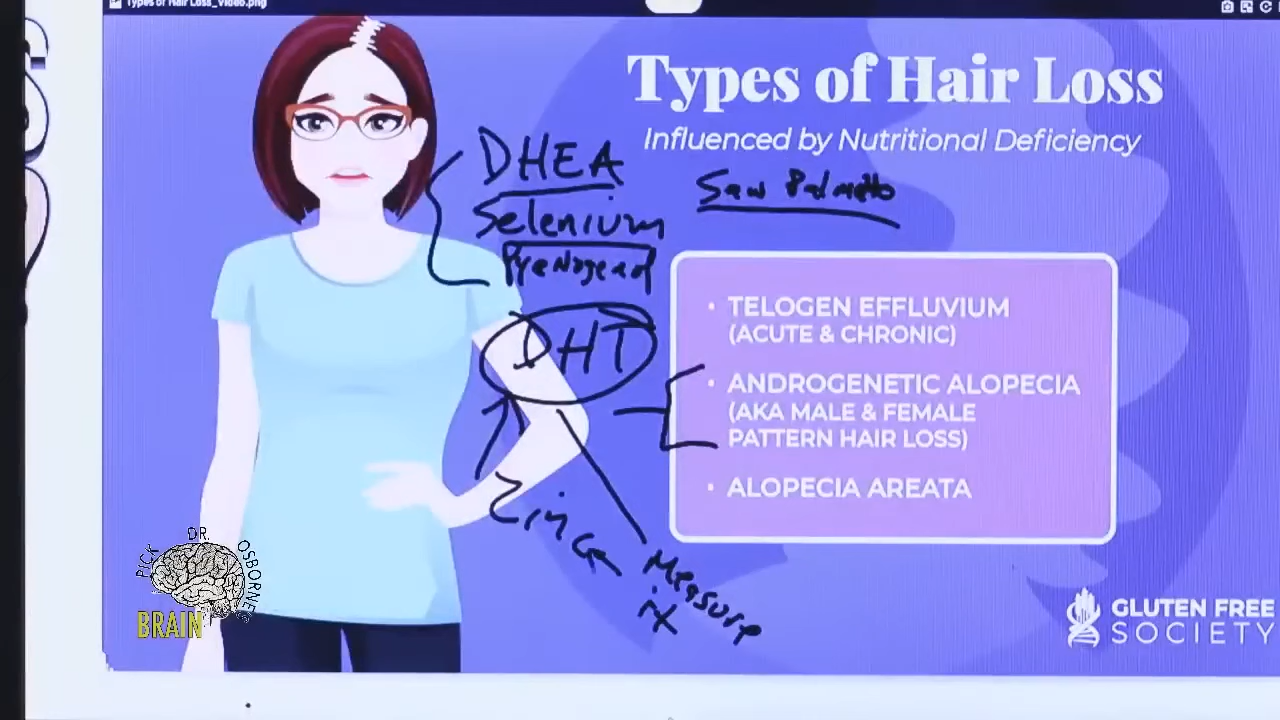 Types of Hair Loss_Video.png
Types of Hair Loss
Influenced by Nutritional Deficiency
DHEA
Saw Palmetto
Selenium
DHT
• TELOGEN EFFLUVIUM
(ACUTE & CHRONIC)
• ANDROGENETIC ALOPECIA
(AKA MALE & FEMALE
PATTERN HAIR LOSS)
• ALOPECIA AREATA
Zinc
Measure
it
PICK DR. OSBORNE'S
BRAIN
GLUTEN FREE
SOCIETY